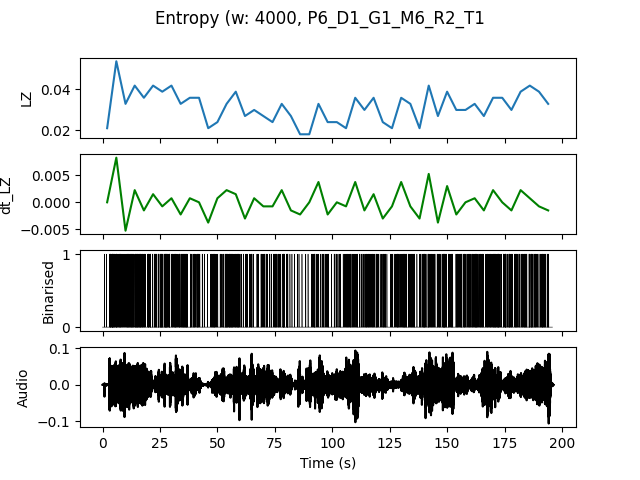 Entropy (w: 4000, P6_D1_G1_M6_R2_T1
LZ
0.04
0.02
dt_LZ
0.005
0.000
−0.005
Binarised
1
0
Audio
0.1
0.0
−0.1
0 25 50 75 100 125 150 175 200
Time (s)